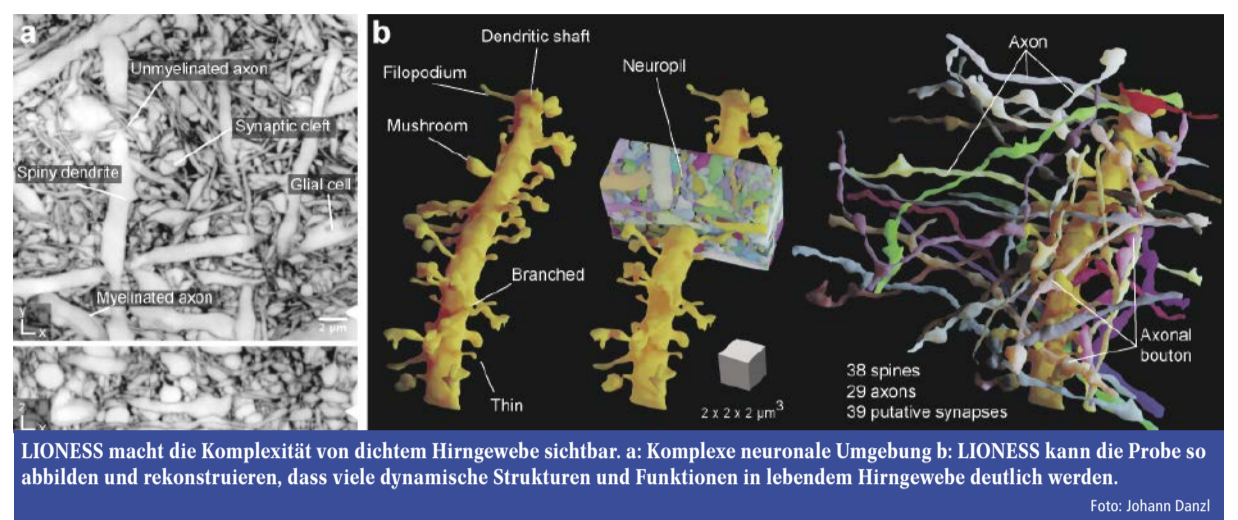 a
Unmyelinated axon
Synaptic cleft
Spiny dendrite
Glial cell
Myelinated axon
Y
X
2 µm
Z
X
b
Dendritic shaft
Filopodium
Mushroom
Branched
Thin
Neuropil
2 x 2 x 2 µm³
Axon
Axonal
bouton
38 spines
29 axons
39 putative synapses
LIONESS macht die Komplexität von dichtem Hirngewebe sichtbar. a: Komplexe neuronale Umgebung b: LIONESS kann die Probe so
abbilden und rekonstruieren, dass viele dynamische Strukturen und Funktionen in lebendem Hirngewebe deutlich werden.
Foto: Johann Danzl